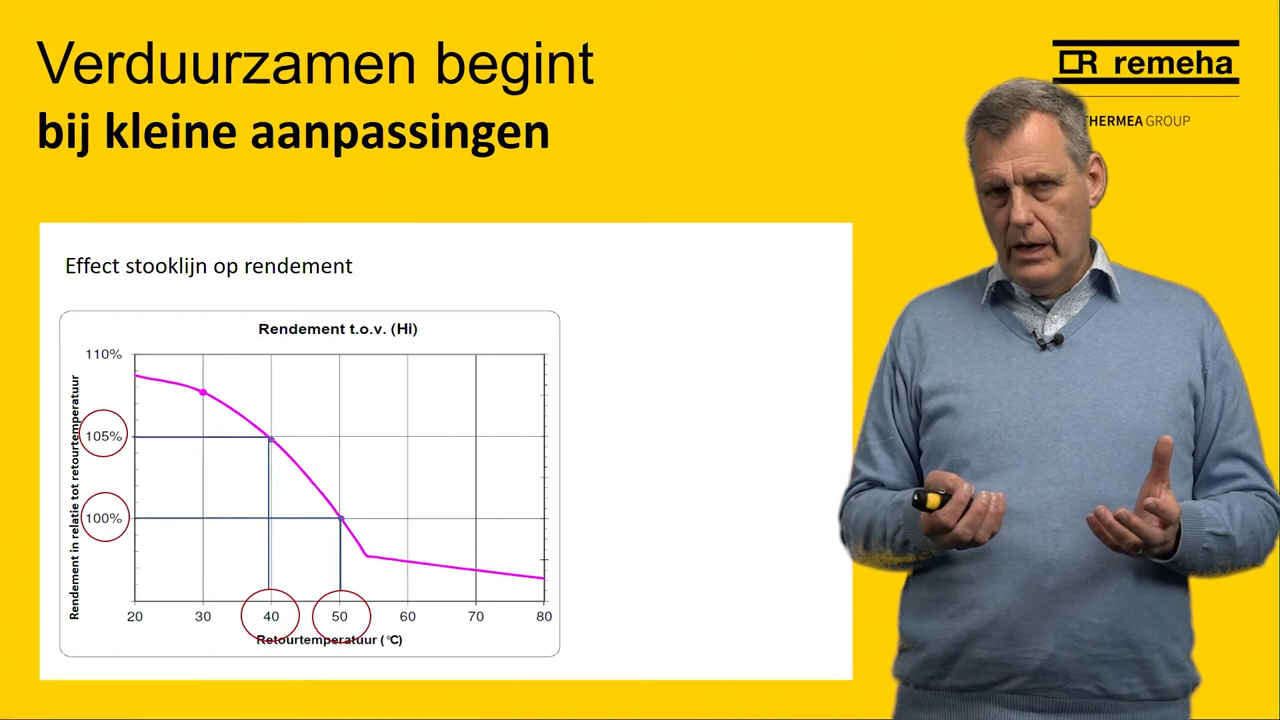 Verduurzamen begint
bij kleine aanpassingen
remeha
THERMEA GROUP
Effect stooklijn op rendement
Rendement t.o.v. (Hi)
Rendement in relatie tot retourtemperatuur
110%
105%
100%
20 30 40 50 60 70 80
Retourtemperatuur (°C)